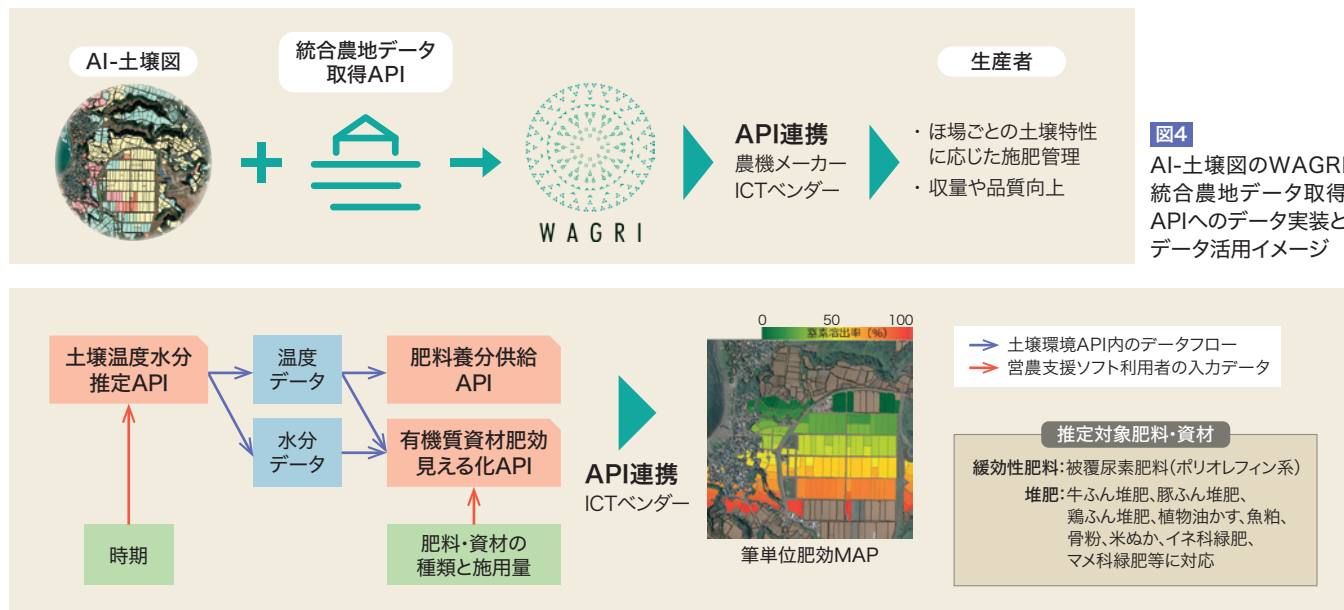 AI-土壌図
統合農地データ
取得API
WAGRI
API連携
農機メーカー
ICTベンダー
生産者
・ほ場ごとの土壌特性
に応じた施肥管理
・収量や品質向上
図4
AI-土壌図のWAGRI
統合農地データ取得
APIへのデータ実装と
データ活用イメージ
土壌温度水分
推定API
温度
データ
水分
データ
肥料養分供給
API
有機質資材肥効
見える化API
時期
肥料・資材の
種類と施用量
API連携
ICTベンダー
0 50 100
窒素溶出率(%)
筆単位肥効MAP
土壌環境API内のデータフロー
営農支援ソフト利用者の入力データ
推定対象肥料・資材
緩効性肥料:被覆尿素肥料(ポリオレフィン系)
堆肥:牛ふん堆肥、豚ふん堆肥、
鶏ふん堆肥、植物油かす、魚粕、
骨粉、米ぬか、イネ科緑肥、
マメ科緑肥等に対応